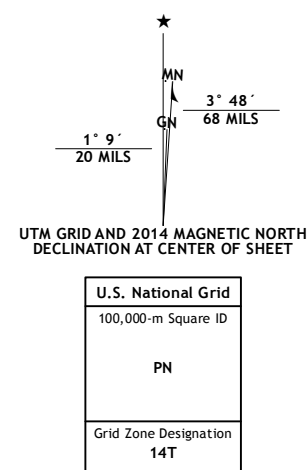 ★
MN
3° 48´
68 MILS
GN
1° 9´
20 MILS
UTM GRID AND 2014 MAGNETIC NORTH
DECLINATION AT CENTER OF SHEET
U.S. National Grid
100,000-m Square ID
PN
Grid Zone Designation
14T